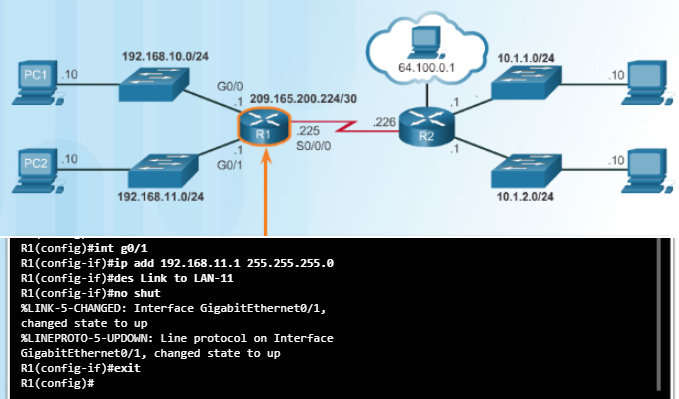 192.168.10.0/24
PC1
.10
G0/0
.1
209.165.200.224/30
R1
.225
S0/0/0
.226
64.100.0.1
R2
10.1.1.0/24
.1
.10
PC2
.10
.1
G0/1
192.168.11.0/24
.1
.10
10.1.2.0/24
R1(config)#int g0/1
R1(config-if)#ip add 192.168.11.1 255.255.255.0
R1(config-if)#des Link to LAN-11
R1(config-if)#no shut
%LINK-5-CHANGED: Interface GigabitEthernet0/1,
changed state to up
%LINEPROTO-5-UPDOWN: Line protocol on Interface
GigabitEthernet0/1, changed state to up
R1(config-if)#exit
R1(config)#